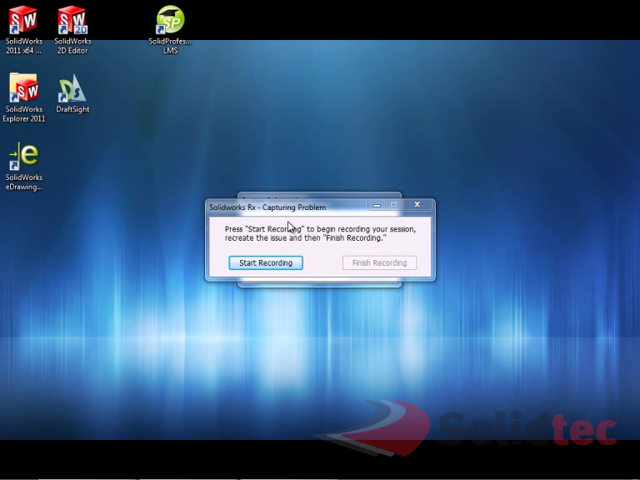 SolidWorks
2011 x64 ...
SolidWorks
2D Editor
SolidProfes...
LMS
SolidWorks
Explorer 2011
DraftSight
SolidWorks
eDrawing...
Solidworks Rx - Capturing Problem
Press "Start Recording" to begin recording your session,
recreate the issue and then "Finish Recording."
Start Recording
Finish Recording
Solidtec